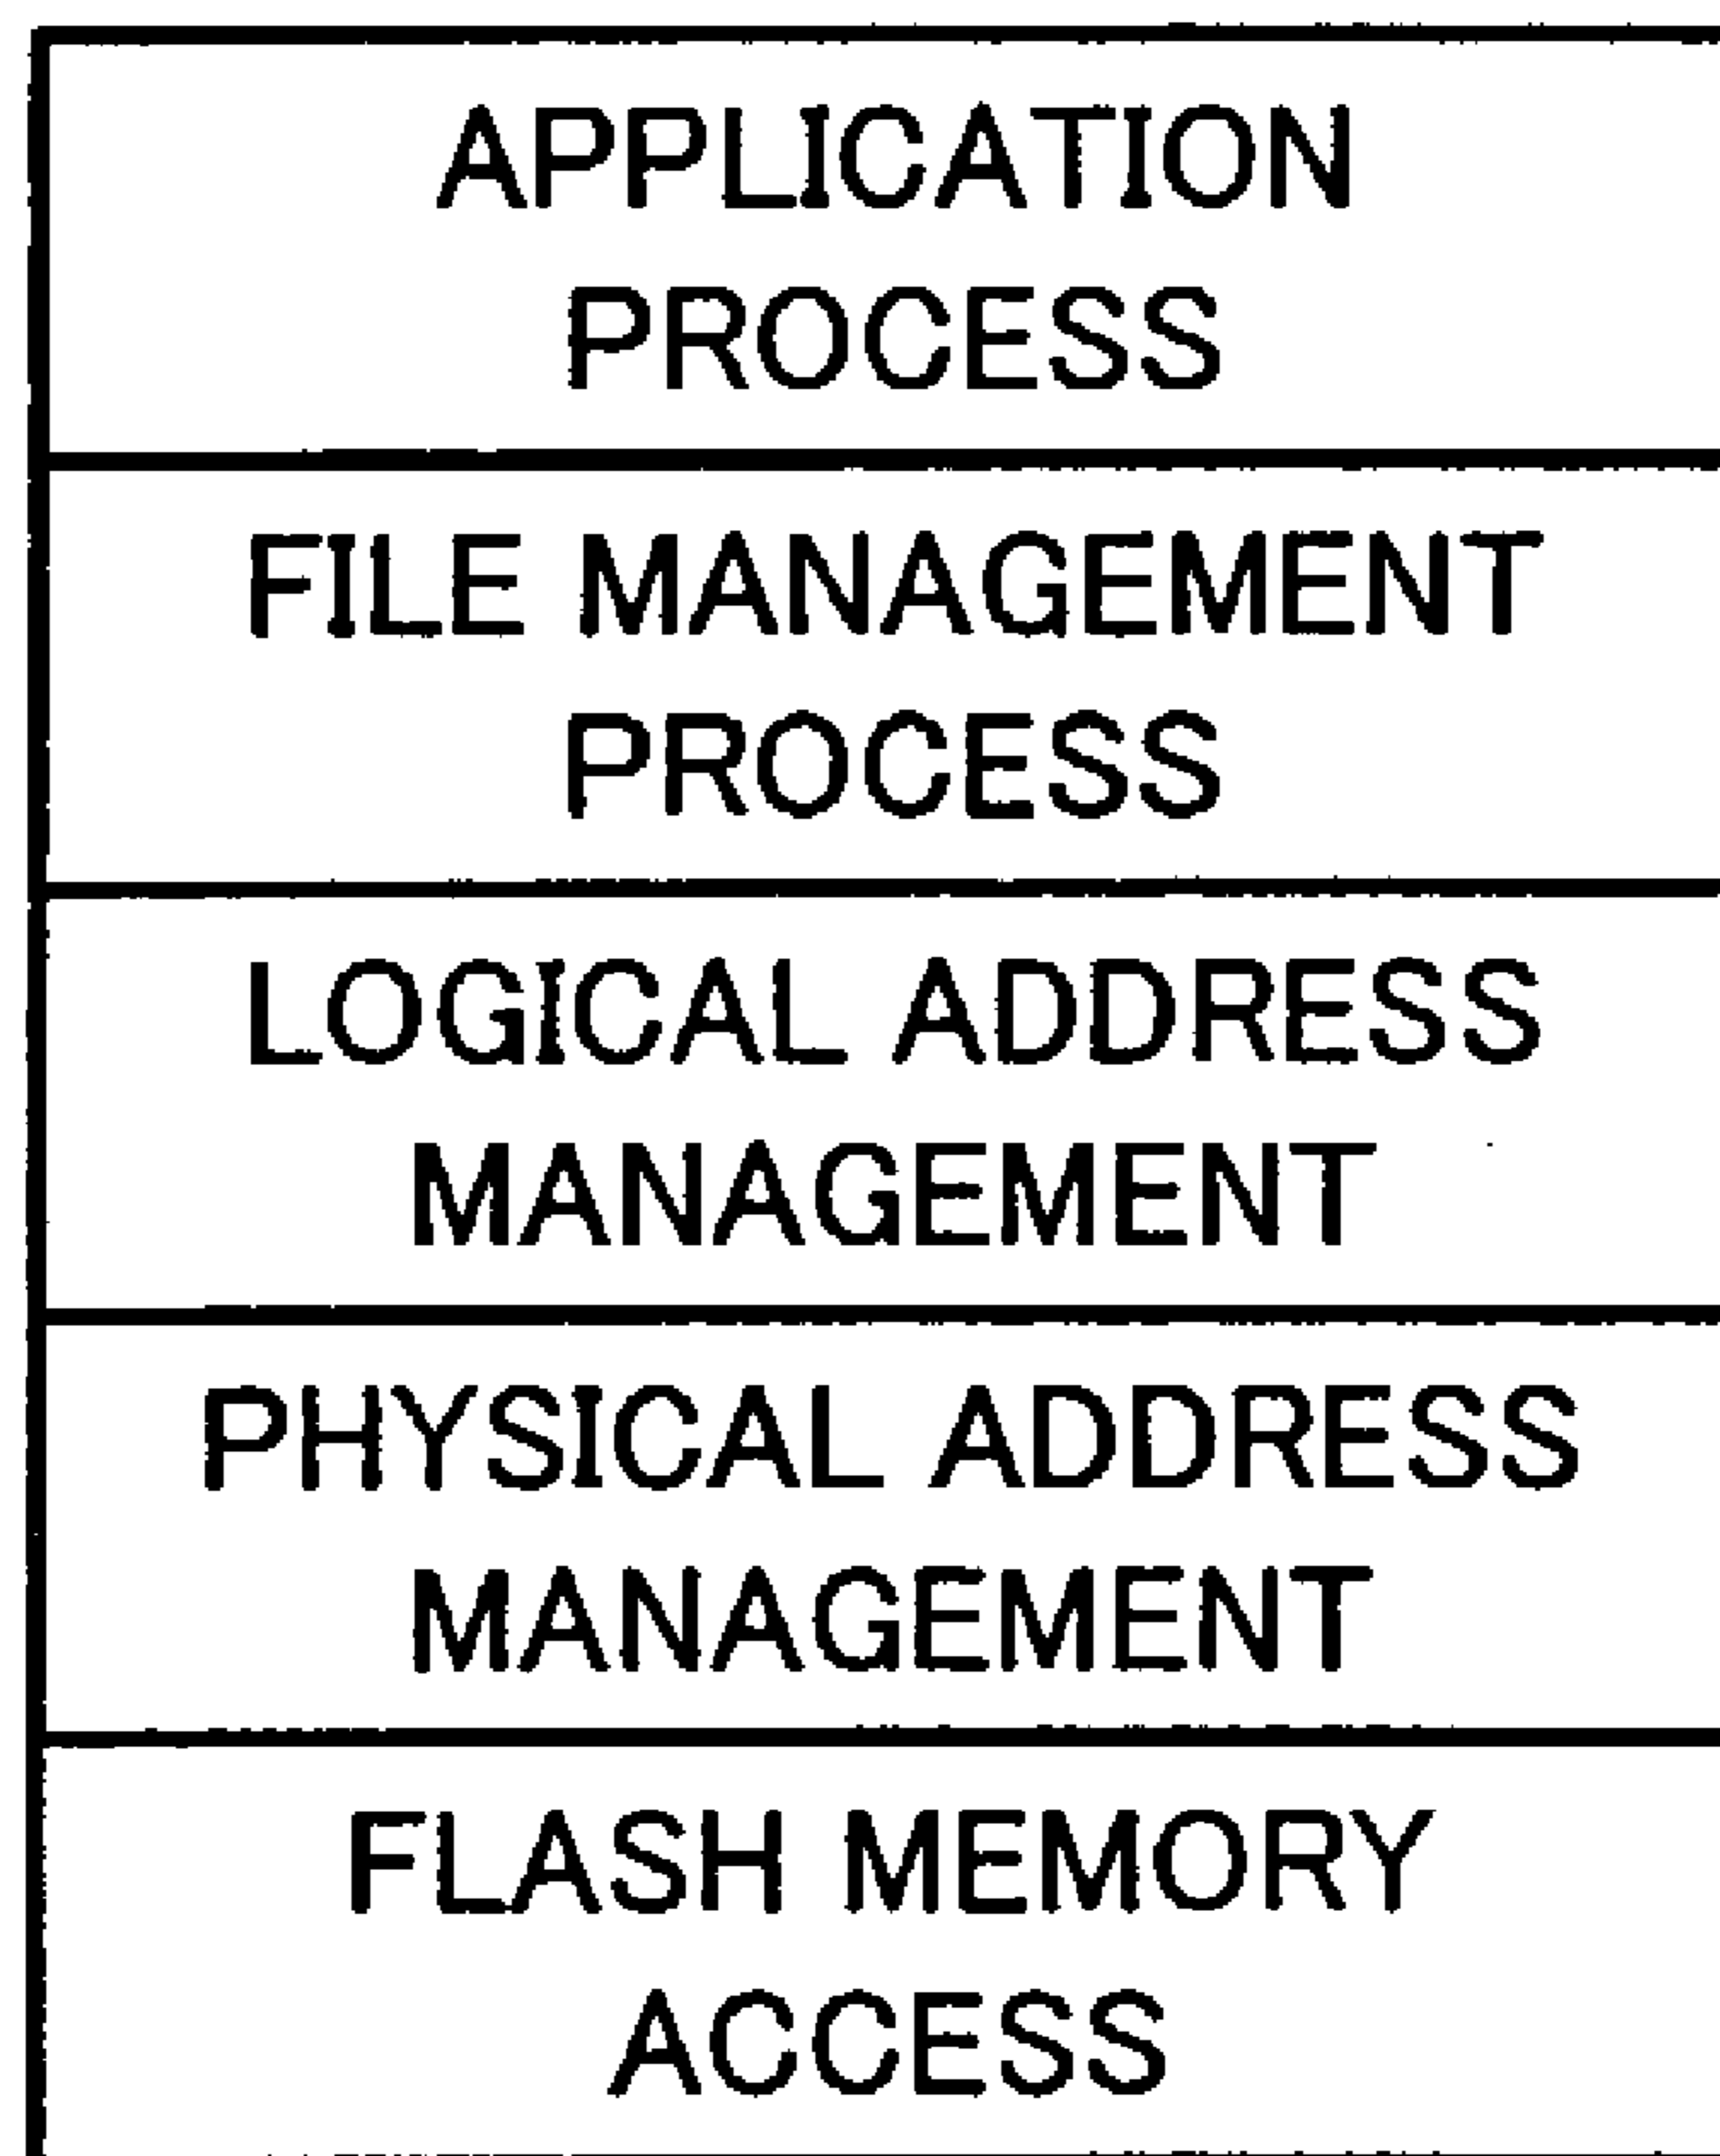 APPLICATION
PROCESS
FILE MANAGEMENT
PROCESS
LOGICAL ADDRESS
MANAGEMENT
PHYSICAL ADDRESS
MANAGEMENT
FLASH MEMORY
ACCESS